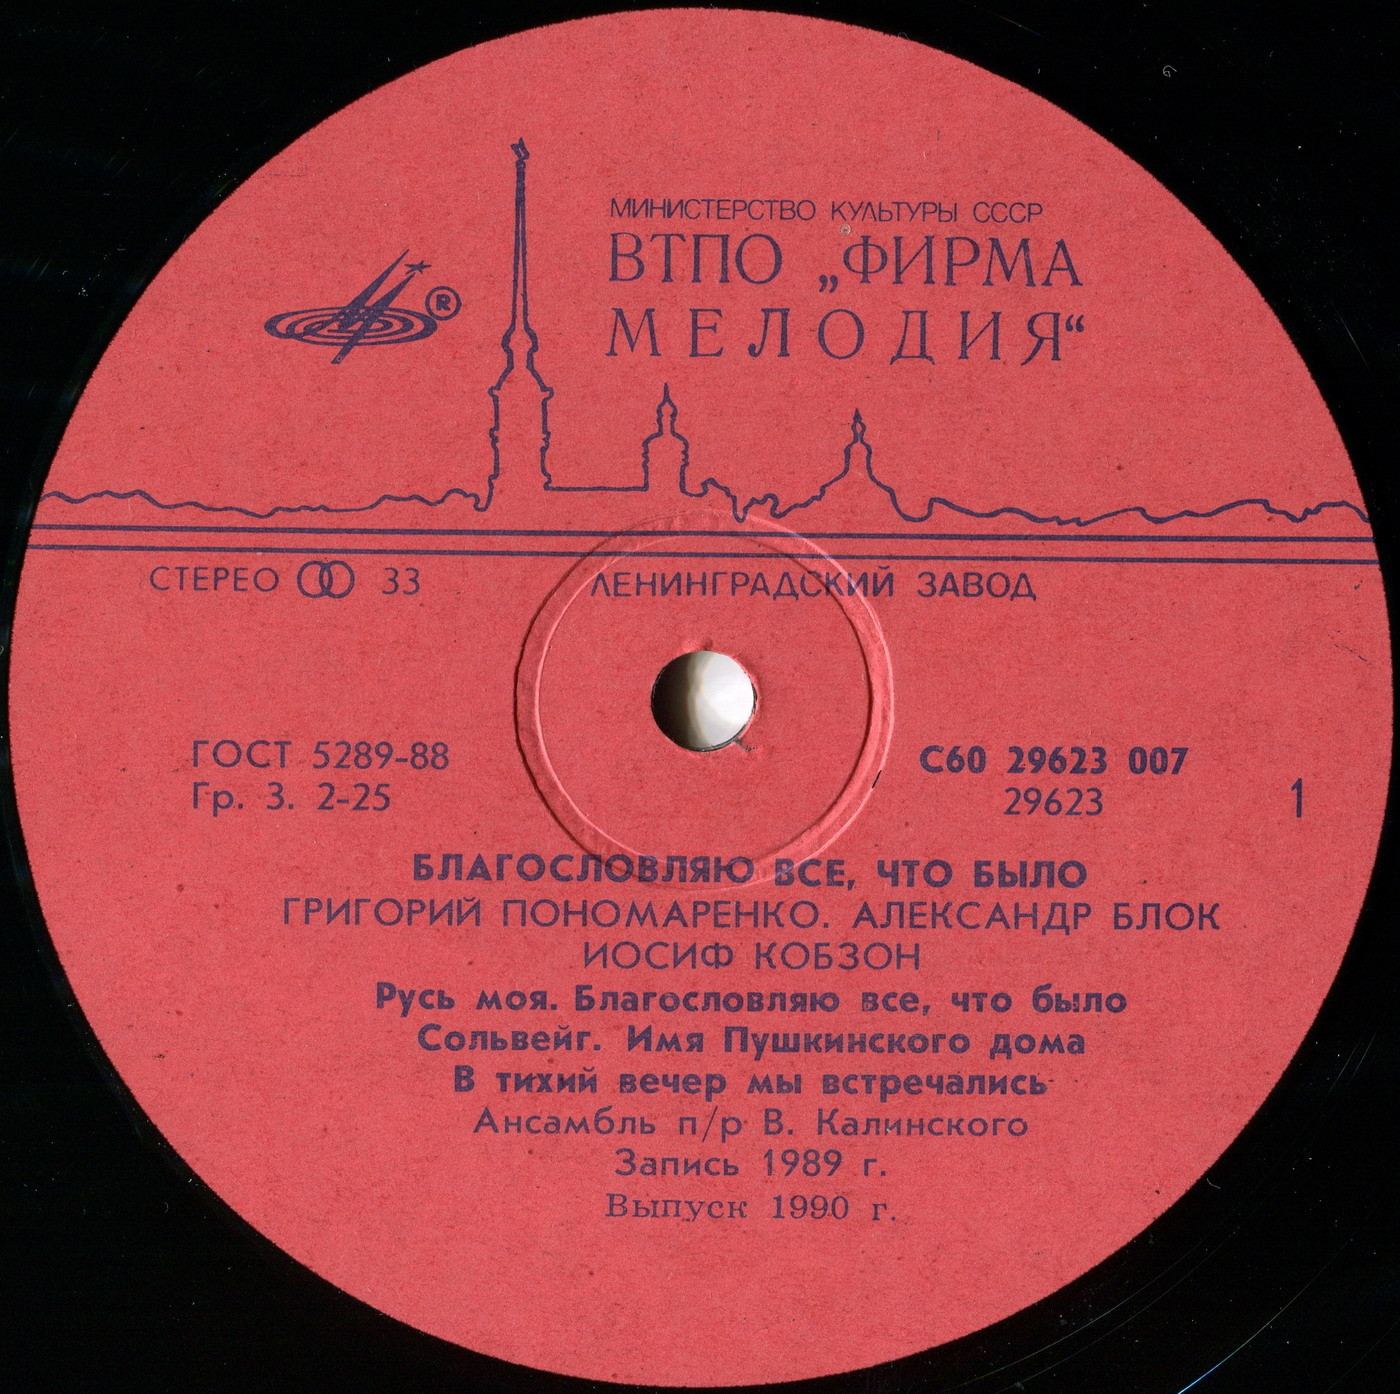 МИНИСТЕРСТВО КУЛЬТУРЫ СССР
ВТПО „ФИРМА
МЕЛОДИЯ“
®
СТЕРЕО 33
ЛЕНИНГРАДСКИЙ ЗАВОД
ГОСТ 5289-88
Гр. 3. 2-25
С60 29623 007
29623
1
БЛАГОСЛОВЛЯЮ ВСЕ, ЧТО БЫЛО
ГРИГОРИЙ ПОНОМАРЕНКО. АЛЕКСАНДР БЛОК
ИОСИФ КОБЗОН
Русь моя. Благословляю все, что было
Сольвейг. Имя Пушкинского дома
В тихий вечер мы встречались
Ансамбль п/р В. Калинского
Запись 1989 г.
Выпуск 1990 г.